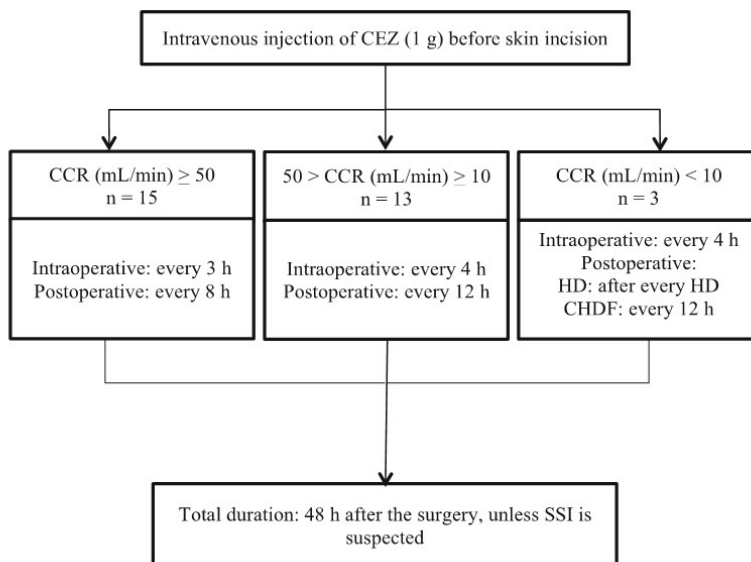 Intravenous injection of CEZ (1 g) before skin incision
CCR (mL/min) ≥ 50
n = 15
Intraoperative: every 3 h
Postoperative: every 8 h
50 > CCR (mL/min) ≥ 10
n = 13
Intraoperative: every 4 h
Postoperative: every 12 h
CCR (mL/min) < 10
n = 3
Intraoperative: every 4 h
Postoperative:
HD: after every HD
CHDF: every 12 h
Total duration: 48 h after the surgery, unless SSI is
suspected